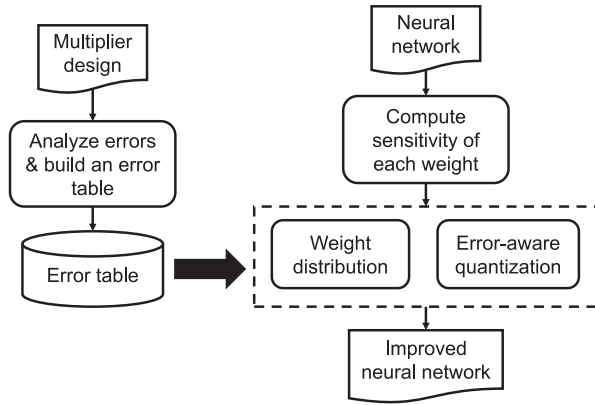 Multiplier
design
Analyze errors
& build an error
table
Error table
Neural
network
Compute
sensitivity of
each weight
Weight
distribution
Error-aware
quantization
Improved
neural network